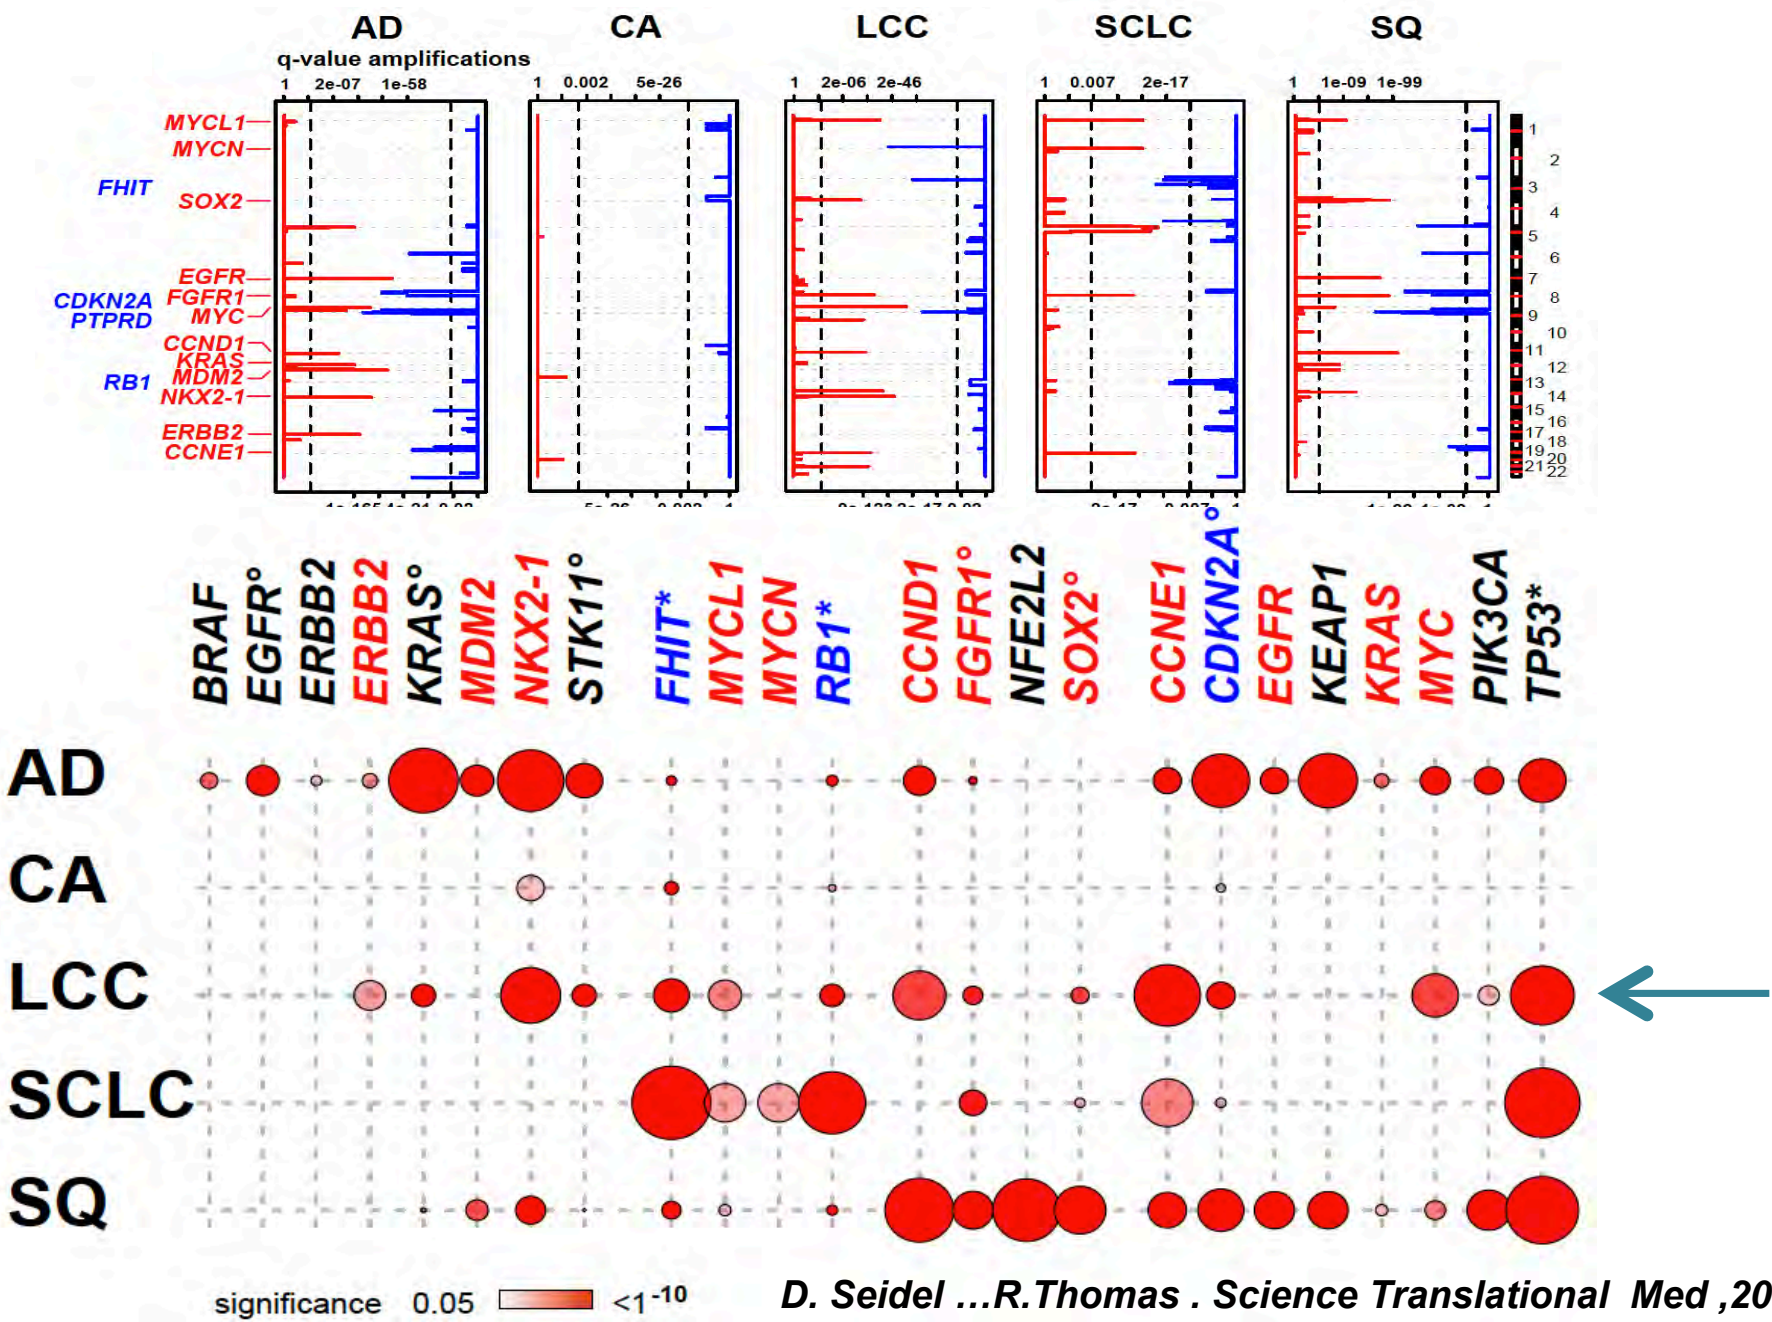 AD CA LCC SCLC SQ
q-value amplifications
1 2e-07 1e-58 1 0.002 5e-26 1 2e-06 2e-46 1 0.007 2e-17 1 1e-09 1e-99
MYCL1
MYCN
FHIT
SOX2
EGFR
CDKN2A
FGFR1
PTPRD
MYC
CCND1
KRAS
RB1
MDM2
NKX2-1
ERBB2
CCNE1
1
2
3
4
5
6
7
8
9
10
11
12
13
14
15
16
17
18
19
20
21
22
BRAF EGFR° ERBB2 ERBB2 KRAS° MDM2 NKX2-1 STK11° FHIT* MYCL1 MYCN RB1* CCND1 FGFR1° NFE2L2 SOX2° CCNE1 CDKN2A° EGFR KEAP1 KRAS MYC PIK3CA TP53*
AD
CA
LCC
SCLC
SQ
significance 0.05 <1-10
D. Seidel ...R.Thomas . Science Translational Med ,20